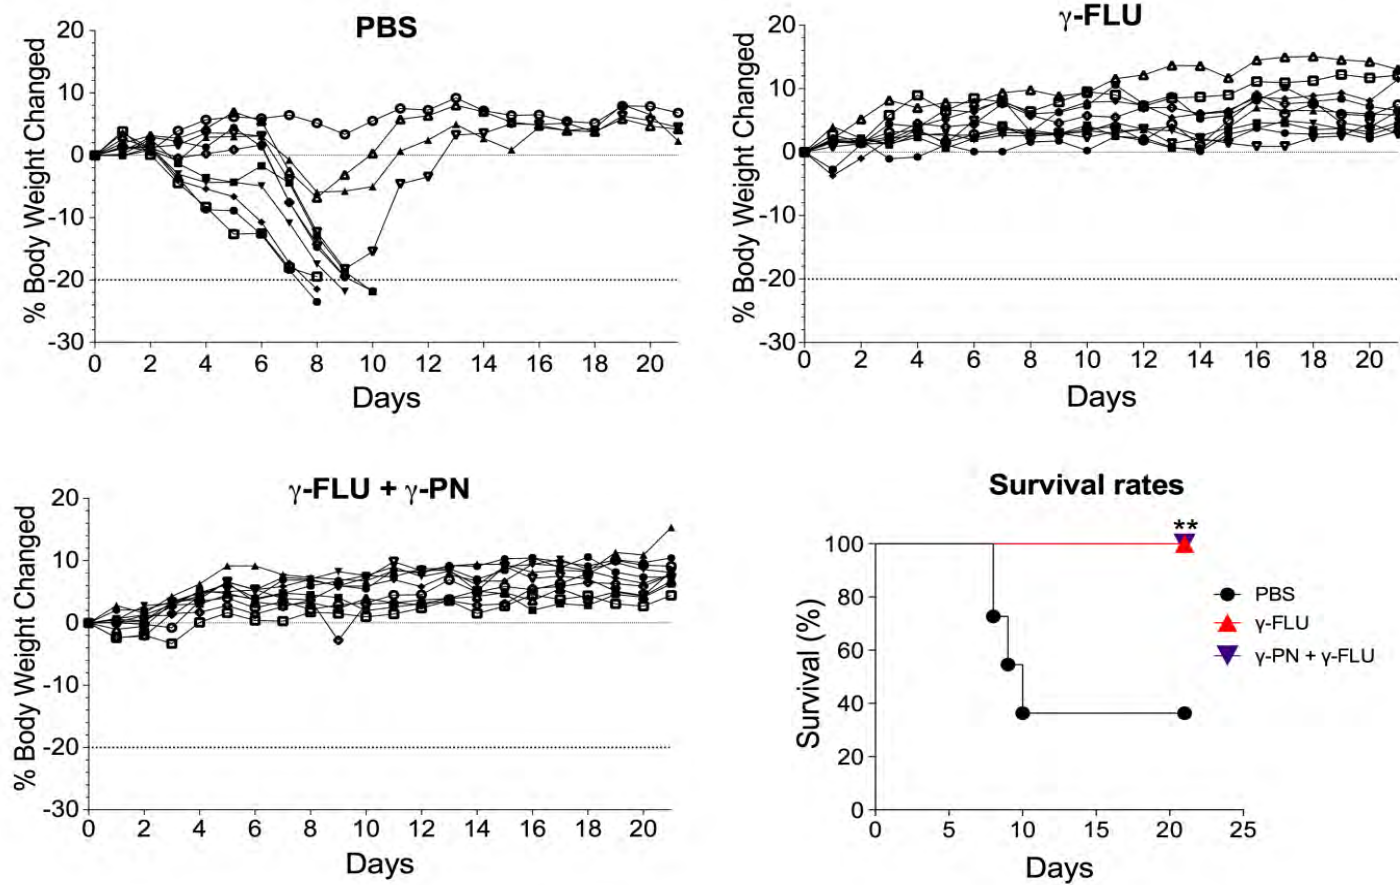 PBS
% Body Weight Changed
20
10
0
-10
-20
-30
0 2 4 6 8 10 12 14 16 18 20
Days
γ-FLU
% Body Weight Changed
20
10
0
-10
-20
-30
0 2 4 6 8 10 12 14 16 18 20
Days
γ-FLU + γ-PN
% Body Weight Changed
20
10
0
-10
-20
-30
0 2 4 6 8 10 12 14 16 18 20
Days
Survival rates
**
Survival (%)
100
80
60
40
20
0
0 5 10 15 20 25
Days
PBS
γ-FLU
γ-PN + γ-FLU